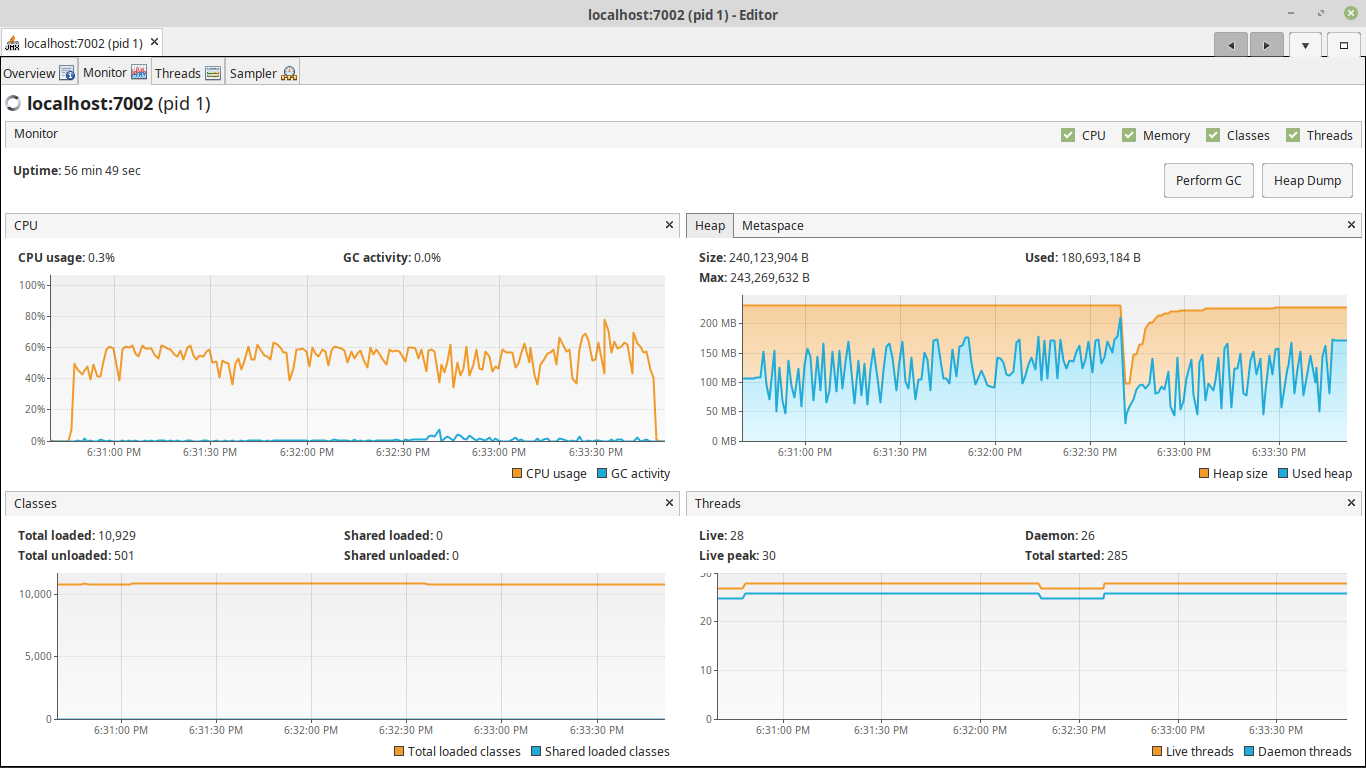 localhost:7002 (pid 1) - Editor
JMX localhost:7002 (pid 1)
Overview Monitor Threads Sampler
localhost:7002 (pid 1)
Monitor CPU Memory Classes Threads
Uptime: 56 min 49 sec
Perform GC Heap Dump
CPU
CPU usage: 0.3% GC activity: 0.0%
100%
80%
60%
40%
20%
0%
6:31:00 PM 6:31:30 PM 6:32:00 PM 6:32:30 PM 6:33:00 PM 6:33:30 PM
CPU usage GC activity
Heap Metaspace
Size: 240,123,904 B Used: 180,693,184 B
Max: 243,269,632 B
200 MB
150 MB
100 MB
50 MB
0 MB
6:31:00 PM 6:31:30 PM 6:32:00 PM 6:32:30 PM 6:33:00 PM 6:33:30 PM
Heap size Used heap
Classes
Total loaded: 10,929 Shared loaded: 0
Total unloaded: 501 Shared unloaded: 0
10,000
5,000
0
6:31:00 PM 6:31:30 PM 6:32:00 PM 6:32:30 PM 6:33:00 PM 6:33:30 PM
Total loaded classes Shared loaded classes
Threads
Live: 28 Daemon: 26
Live peak: 30 Total started: 285
30
20
10
0
6:31:00 PM 6:31:30 PM 6:32:00 PM 6:32:30 PM 6:33:00 PM 6:33:30 PM
Live threads Daemon threads